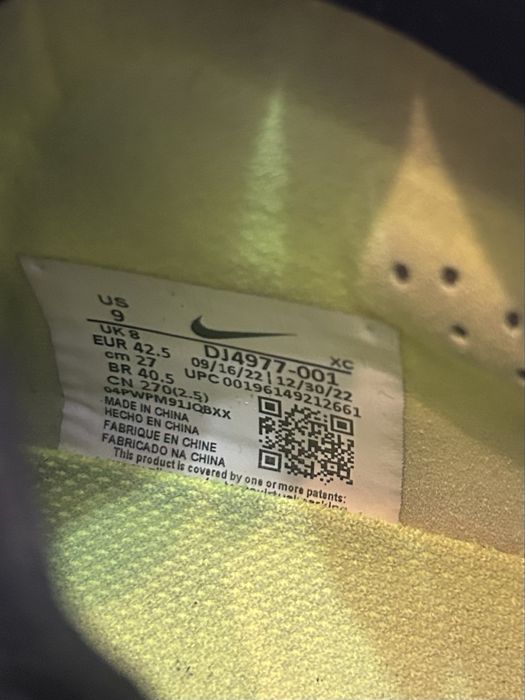 US
9
UK 8
EUR 42.5
cm 27
BR 40.5
CN 270(2.5)
XC
DJ4977-001
09/16/22 | 12/30/22
UPC 00196149212661
04PWPM91JQBXX
MADE IN CHINA
HECHO EN CHINA
FABRIQUE EN CHINE
FABRICADO NA CHINA
This product is covered by one or more patents: